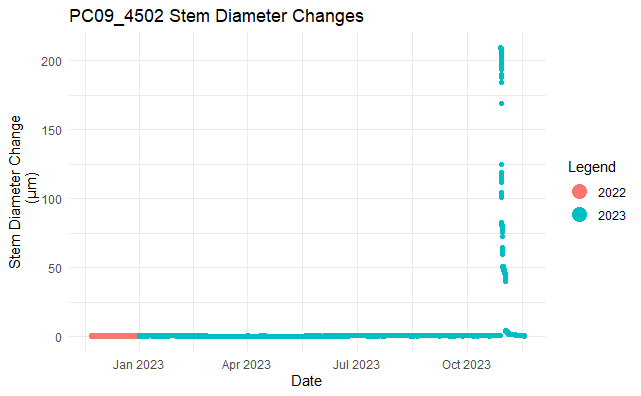 PC09_4502 Stem Diameter Changes
Stem Diameter Change
(μm)
200
150
100
50
0
Jan 2023
Apr 2023
Jul 2023
Oct 2023
Date
Legend
2022
2023